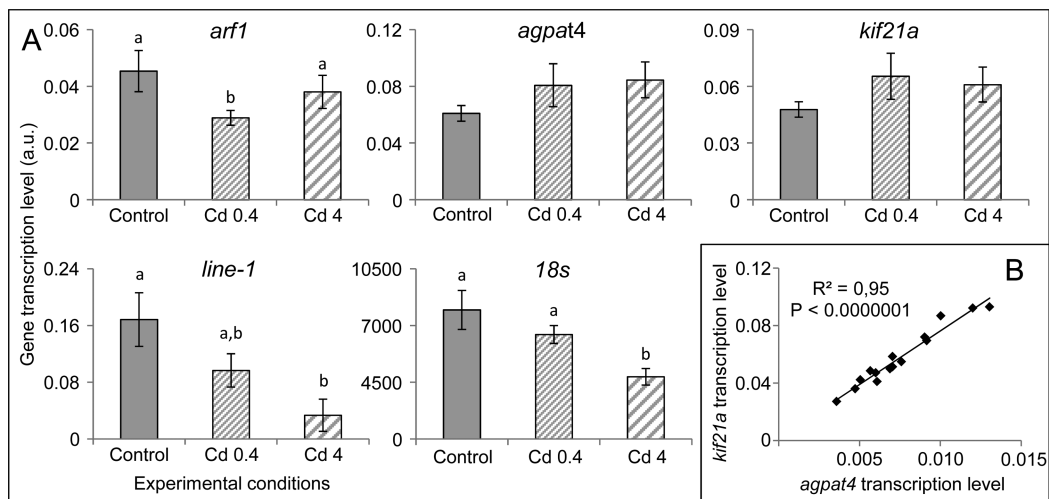 A
Gene transcription level (a.u.)
arf1
0.06
0.04
0.02
0
a
b
a
Control
Cd 0.4
Cd 4
agpat4
0.12
0.08
0.04
0
Control
Cd 0.4
Cd 4
kif21a
0.09
0.06
0.03
0
Control
Cd 0.4
Cd 4
line-1
0.24
0.16
0.08
0
a
a,b
b
Control
Cd 0.4
Cd 4
18s
10500
7000
4500
0
a
a
b
Control
Cd 0.4
Cd 4
Experimental conditions
B
R² = 0,95
P < 0.0000001
kif21a transcription level
0.12
0.08
0.04
0
0.005
0.010
0.015
agpat4 transcription level